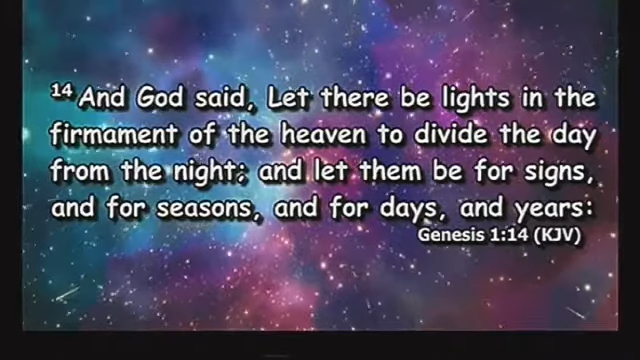 14 And God said, Let there be lights in the
firmament of the heaven to divide the day
from the night; and let them be for signs,
and for seasons, and for days, and years:
Genesis 1:14 (KJV)